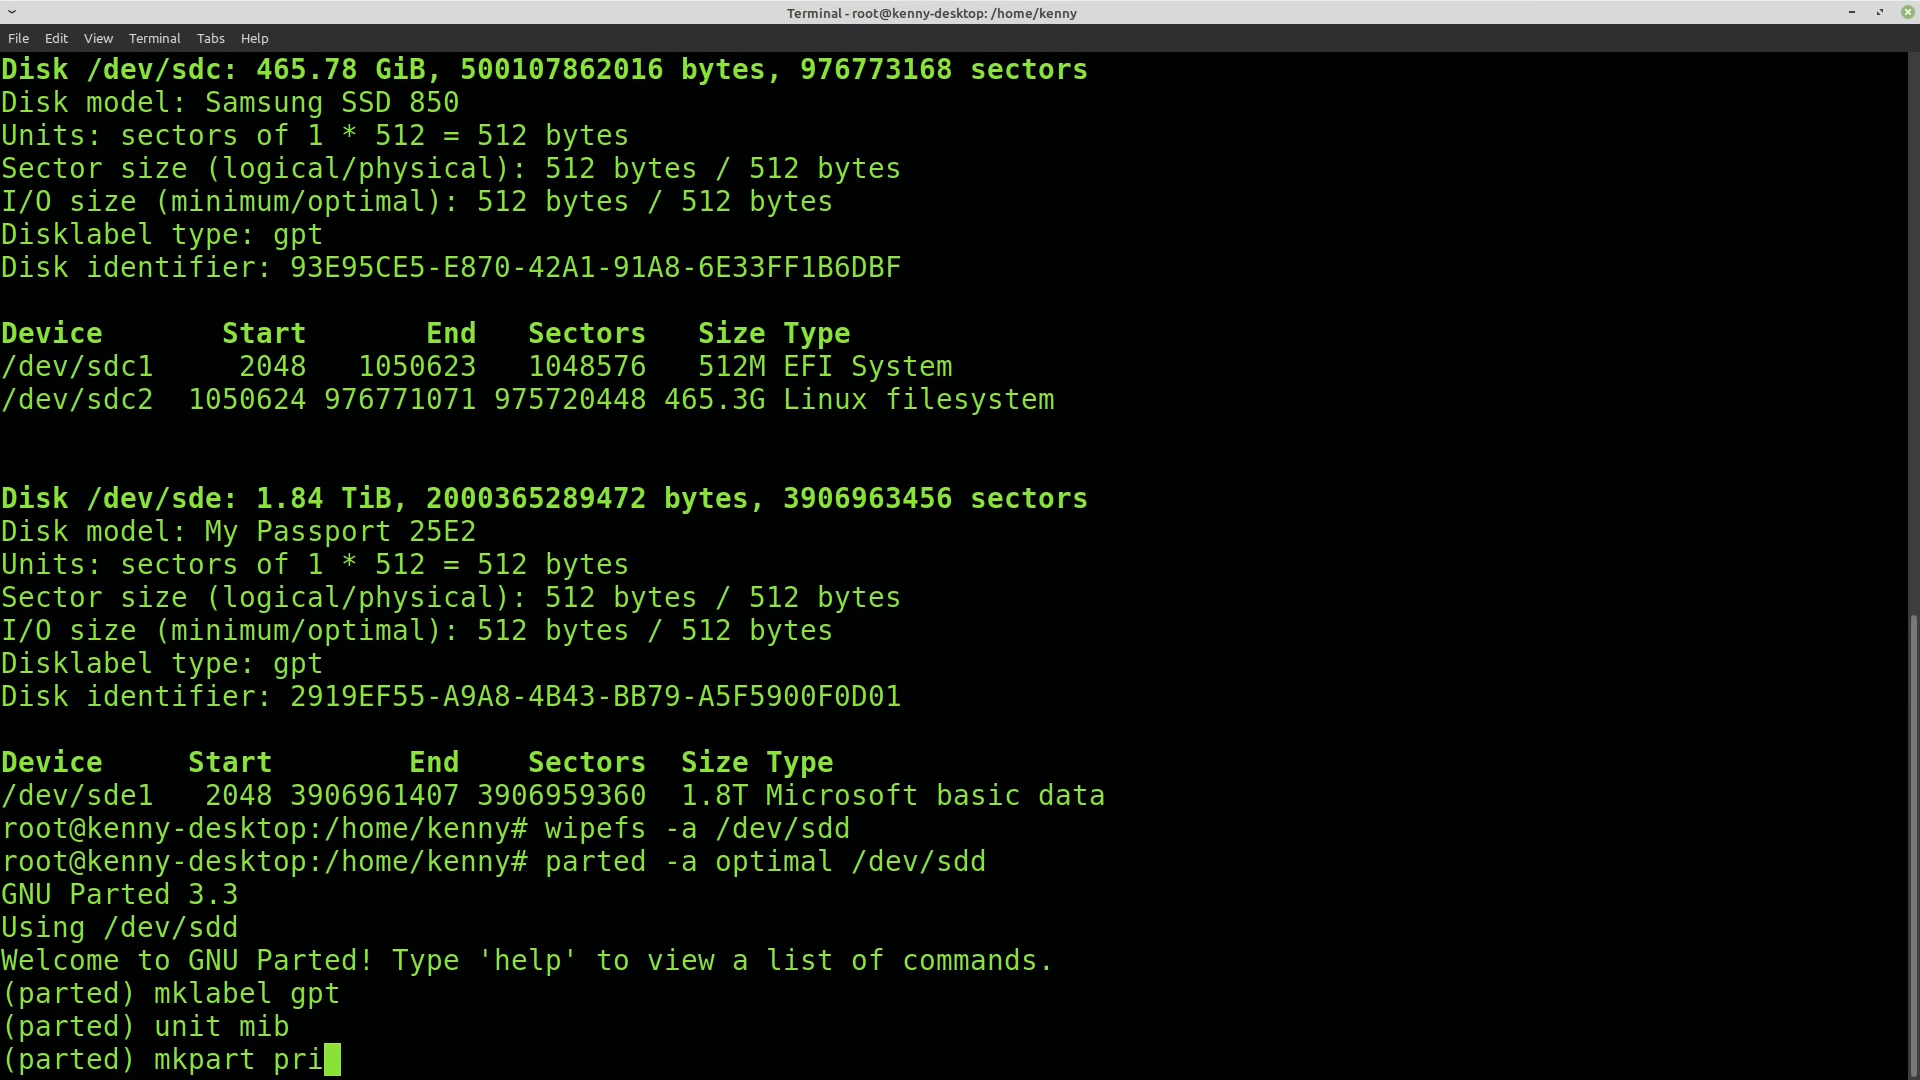 Terminal - root@kenny-desktop: /home/kenny
File Edit View Terminal Tabs Help
Disk /dev/sdc: 465.78 GiB, 500107862016 bytes, 976773168 sectors
Disk model: Samsung SSD 850
Units: sectors of 1 * 512 = 512 bytes
Sector size (logical/physical): 512 bytes / 512 bytes
I/O size (minimum/optimal): 512 bytes / 512 bytes
Disklabel type: gpt
Disk identifier: 93E95CE5-E870-42A1-91A8-6E33FF1B6DBF
Device       Start       End   Sectors   Size Type
/dev/sdc1     2048   1050623   1048576   512M EFI System
/dev/sdc2  1050624 976771071 975720448 465.3G Linux filesystem
Disk /dev/sde: 1.84 TiB, 2000365289472 bytes, 3906963456 sectors
Disk model: My Passport 25E2
Units: sectors of 1 * 512 = 512 bytes
Sector size (logical/physical): 512 bytes / 512 bytes
I/O size (minimum/optimal): 512 bytes / 512 bytes
Disklabel type: gpt
Disk identifier: 2919EF55-A9A8-4B43-BB79-A5F5900F0D01
Device     Start        End    Sectors  Size Type
/dev/sde1   2048 3906961407 3906959360  1.8T Microsoft basic data
root@kenny-desktop:/home/kenny# wipefs -a /dev/sdd
root@kenny-desktop:/home/kenny# parted -a optimal /dev/sdd
GNU Parted 3.3
Using /dev/sdd
Welcome to GNU Parted! Type 'help' to view a list of commands.
(parted) mklabel gpt
(parted) unit mib
(parted) mkpart pri